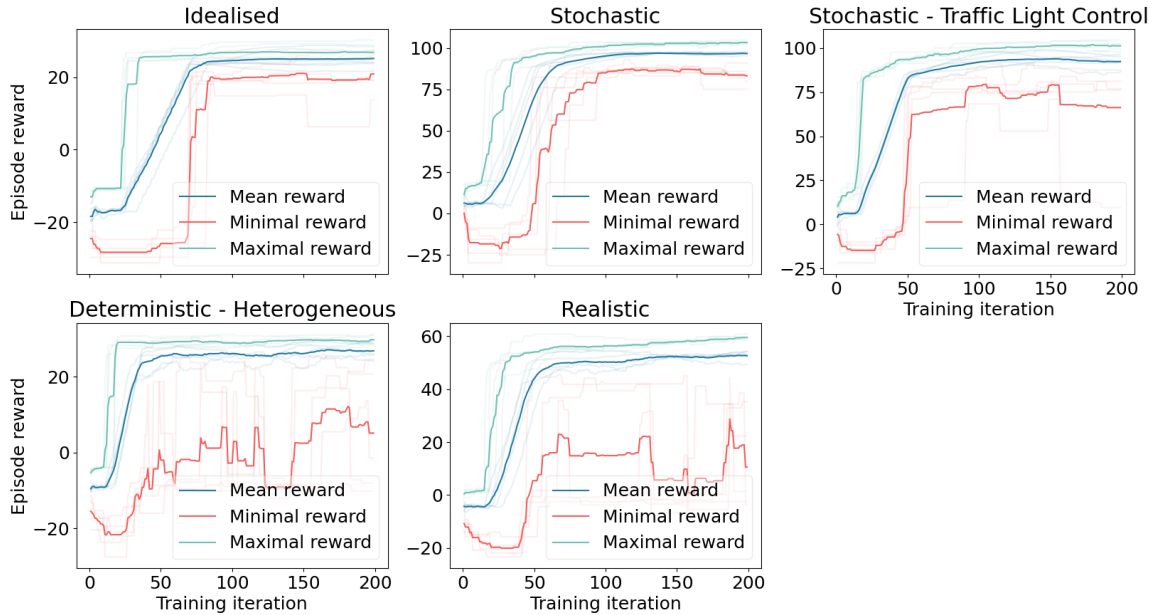 Idealised
Stochastic
Stochastic - Traffic Light Control
Episode reward
20
0
−20
Mean reward
Minimal reward
Maximal reward
100
75
50
25
0
−25
Mean reward
Minimal reward
Maximal reward
100
75
50
25
0
−25
Mean reward
Minimal reward
Maximal reward
0 50 100 150 200
Training iteration
Deterministic - Heterogeneous
Realistic
Episode reward
20
0
−20
Mean reward
Minimal reward
Maximal reward
0 50 100 150 200
Training iteration
60
40
20
0
−20
Mean reward
Minimal reward
Maximal reward
0 50 100 150 200
Training iteration